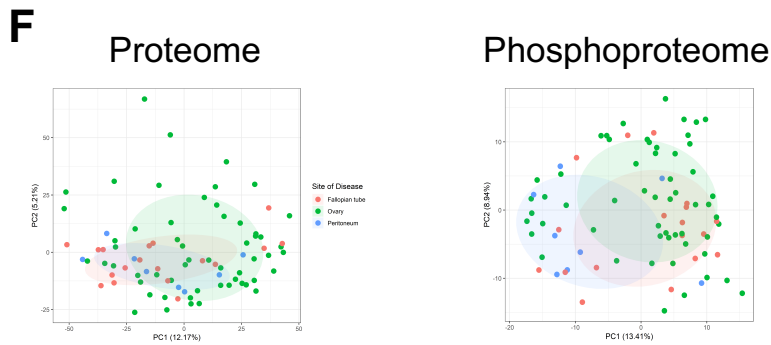 F
Proteome
Phosphoproteome
50
25
0
-25
-50
-25
0
25
50
PC1 (12.17%)
PC2 (5.21%)
Site of Disease
Fallopian tube
Ovary
Peritoneum
10
0
-10
-20
-10
0
10
PC1 (13.41%)
PC2 (8.94%)